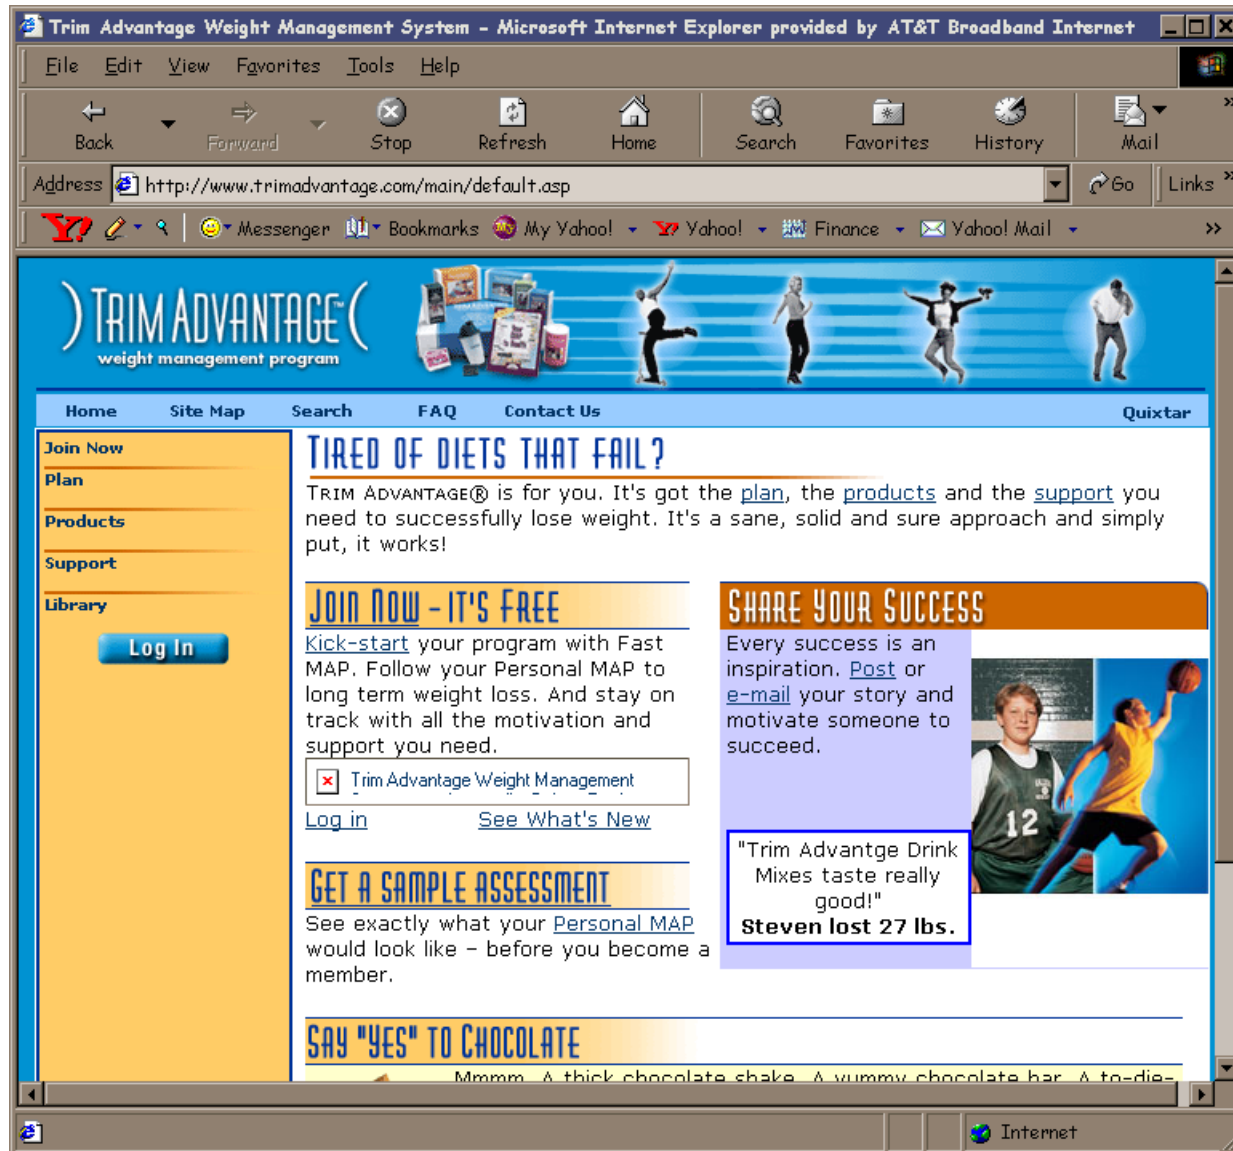 Trim Advantage Weight Management System - Microsoft Internet Explorer provided by AT&T Broadband Internet
File Edit View Favorites Tools Help
Back Forward Stop Refresh Home Search Favorites History Mail
Address http://www.trimadvantage.com/main/default.asp Go Links
Y! Messenger Bookmarks My Yahoo! Yahoo! Finance Yahoo! Mail
TRIM ADVANTAGE™
weight management program
Home Site Map Search FAQ Contact Us Quixtar
Join Now
Plan
Products
Support
Library
Log In
TIRED OF DIETS THAT FAIL?
TRIM ADVANTAGE® is for you. It's got the plan, the products and the support you
need to successfully lose weight. It's a sane, solid and sure approach and simply
put, it works!
JOIN NOW - IT'S FREE
Kick-start your program with Fast
MAP. Follow your Personal MAP to
long term weight loss. And stay on
track with all the motivation and
support you need.
Trim Advantage Weight Management
Log in See What's New
GET A SAMPLE ASSESSMENT
See exactly what your Personal MAP
would look like - before you become a
member.
SHARE YOUR SUCCESS
Every success is an
inspiration. Post or
e-mail your story and
motivate someone to
succeed.
12
"Trim Advantge Drink
Mixes taste really
good!"
Steven lost 27 lbs.
SAY "YES" TO CHOCOLATE
Mmmm. A thick chocolate shake. A yummy chocolate bar. A to-die-
Internet